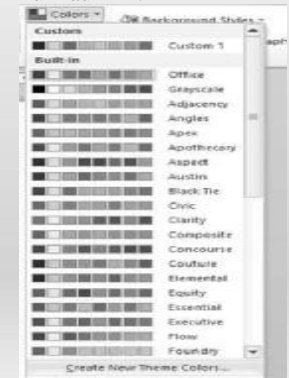 Colors
Background Styles
Custom
Custom 1
Built-in
Office
Grayscale
Adjacency
Angles
Apex
Apothecary
Aspect
Austin
Black Tie
Civic
Clarity
Composite
Concourse
Couture
Elemental
Equity
Essential
Executive
Flow
Foundry
Create New Theme Colors...